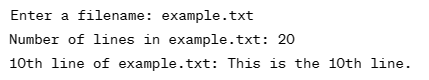 Enter a filename: example.txt
Number of lines in example.txt: 20
10th line of example.txt: This is the 10th line.